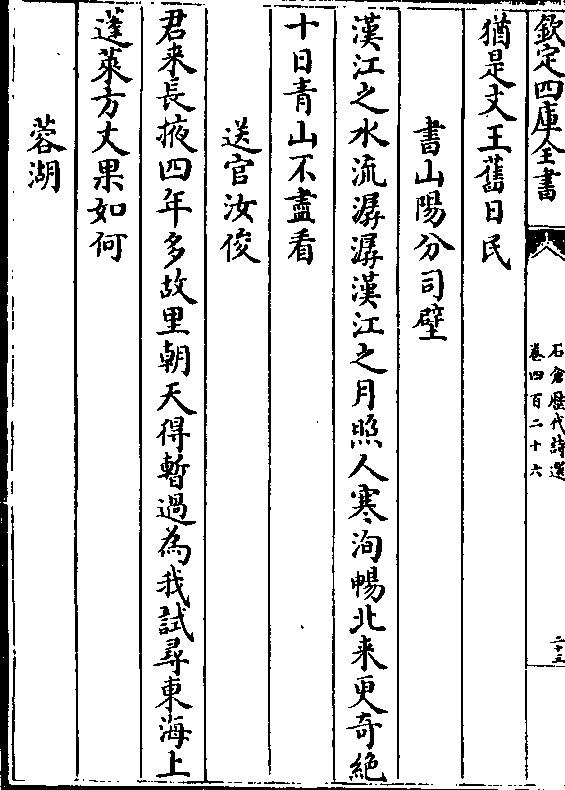 欽定四庫全書
石倉歷代詩選
卷四百二十六
二十三
猶是文王舊日民
書山陽分司壁
漢江之水流潺潺漢江之月照人寒洵暢北来更奇絶
十日青山不盡看
送官汝俊
君来長掖四年多故里朝天得暫過為我試尋東海上
蓬萊方丈果如何
蓉湖